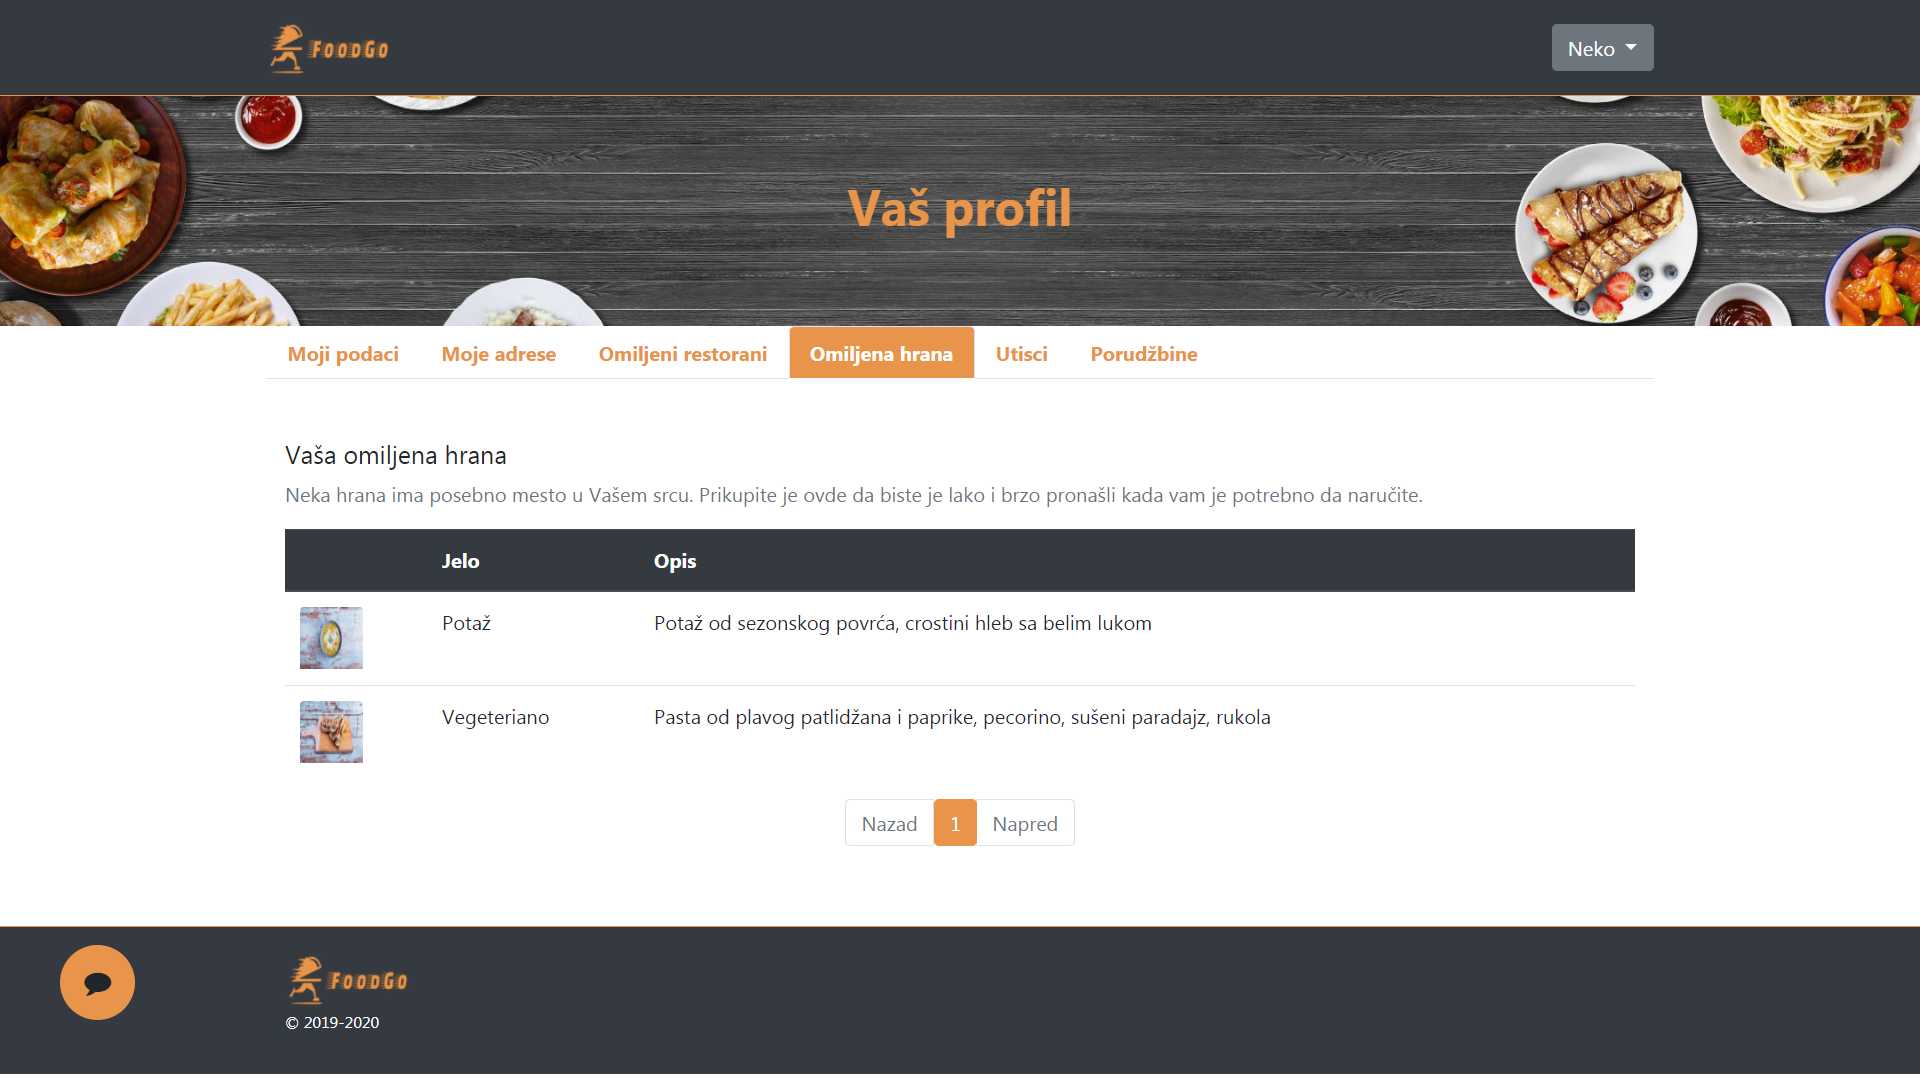 FoodGo
Neko
Vaš profil
Moji podaci
Moje adrese
Omiljeni restorani
Omiljena hrana
Utisci
Porudžbine
Vaša omiljena hrana
Neka hrana ima posebno mesto u Vašem srcu. Prikupite je ovde da biste je lako i brzo pronašli kada vam je potrebno da naručite.
Jelo Opis
Potaž Potaž od sezonskog povrća, crostini hleb sa belim lukom
Vegeteriano Pasta od plavog patlidžana i paprike, pecorino, sušeni paradajz, rukola
Nazad 1 Napred
FoodGo
© 2019-2020